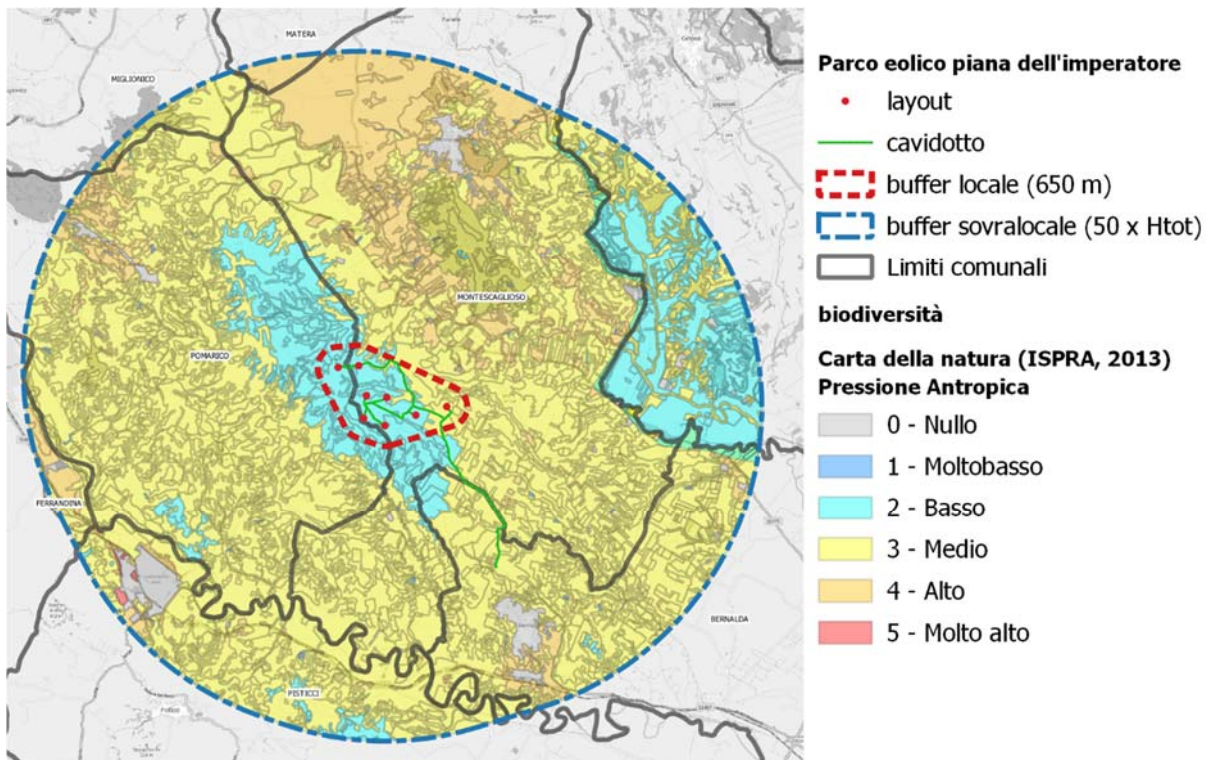 MATERA
MIGLIONICO
MONTESCAGLIOSO
POMARICO
FERRANDINA
BERNALDA
PISTICCI
Parco eolico piana dell'imperatore
layout
cavidotto
buffer locale (650 m)
buffer sovralocale (50 x Htot)
Limiti comunali
biodiversità
Carta della natura (ISPRA, 2013)
Pressione Antropica
0 - Nullo
1 - Moltobasso
2 - Basso
3 - Medio
4 - Alto
5 - Molto alto